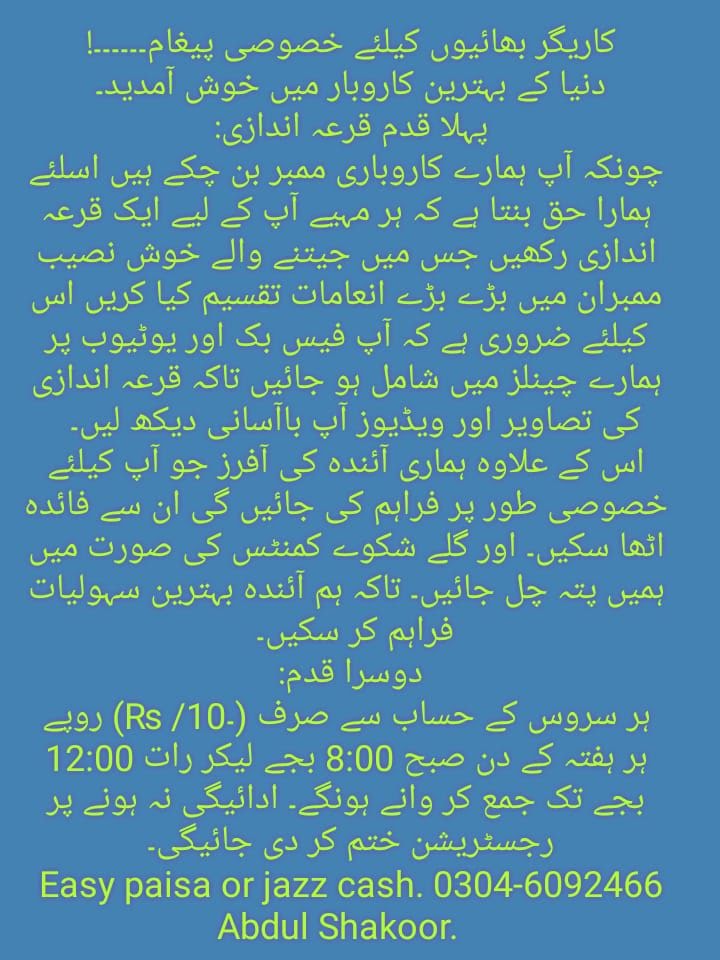 کاریگر بھائیوں کیلئے خصوصی پیغام۔۔۔۔۔۔!
دنیا کے بہترین کاروبار میں خوش آمدید۔
پہلا قدم قرعہ اندازی:
چونکہ آپ ہمارے کاروباری ممبر بن چکے ہیں اسلئے
ہمارا حق بنتا ہے کہ ہر مہیے آپ کے لیے ایک قرعہ
اندازی رکھیں جس میں جیتنے والے خوش نصیب
ممبران میں بڑے بڑے انعامات تقسیم کیا کریں اس
کیلئے ضروری ہے کہ آپ فیس بک اور یوٹیوب پر
ہمارے چینلز میں شامل ہو جائیں تاکہ قرعہ اندازی
کی تصاویر اور ویڈیوز آپ باآسانی دیکھ لیں۔
اس کے علاوہ ہماری آئندہ کی آفرز جو آپ کیلئے
خصوصی طور پر فراہم کی جائیں گی ان سے فائدہ
اٹھا سکیں۔ اور گلے شکوے کمنٹس کی صورت میں
ہمیں پتہ چل جائیں۔ تاکہ ہم آئندہ بہترین سہولیات
فراہم کر سکیں۔
دوسرا قدم:
ہر سروس کے حساب سے صرف (۔Rs /10) روپے
ہر ہفتہ کے دن صبح 8:00 بجے لیکر رات 12:00
بجے تک جمع کر وانے ہونگے۔ ادائیگی نہ ہونے پر
رجسٹریشن ختم کر دی جائیگی۔
Easy paisa or jazz cash. 0304-6092466
Abdul Shakoor.